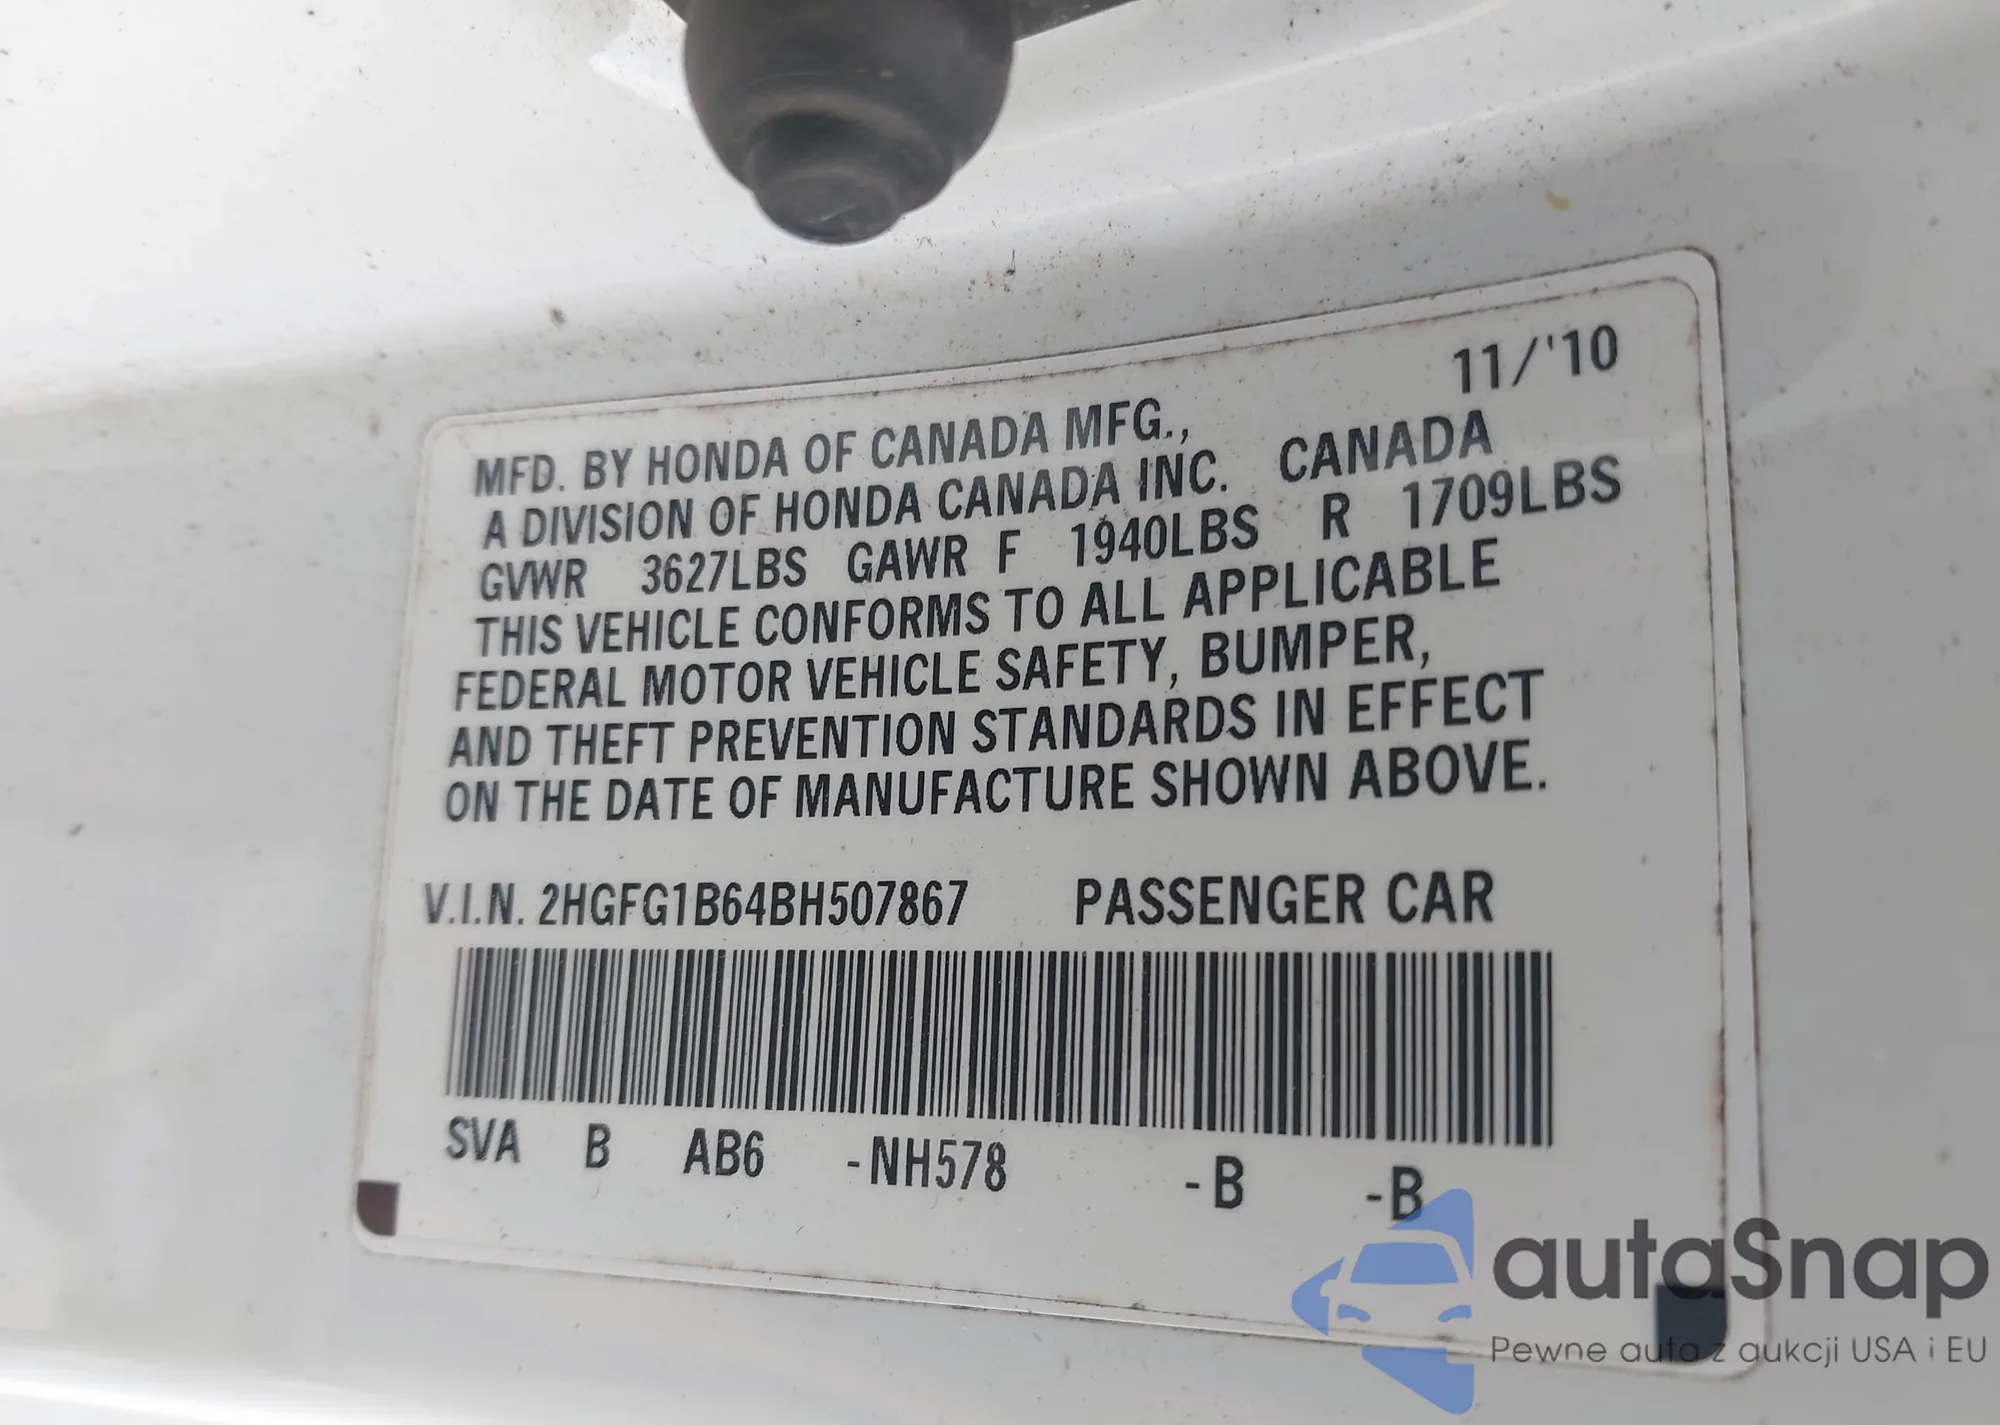 11/'10
MFD. BY HONDA OF CANADA MFG.,
A DIVISION OF HONDA CANADA INC. CANADA
GVWR 3627LBS GAWR F 1940LBS R 1709LBS
THIS VEHICLE CONFORMS TO ALL APPLICABLE
FEDERAL MOTOR VEHICLE SAFETY, BUMPER,
AND THEFT PREVENTION STANDARDS IN EFFECT
ON THE DATE OF MANUFACTURE SHOWN ABOVE.
V.I.N. 2HGFG1B64BH507867 PASSENGER CAR
SVA B AB6 -NH578 -B -B
autaSnap
Pewne auta z aukcji USA i EU